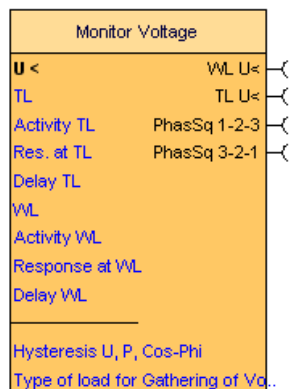 Monitor Voltage
U < WL U<
TL TL U<
Activity TL PhasSq 1-2-3
Res. at TL PhasSq 3-2-1
Delay TL
WL
Activity WL
Response at WL
Delay WL
Hysteresis U, P, Cos-Phi
Type of load for Gathering of Vo..